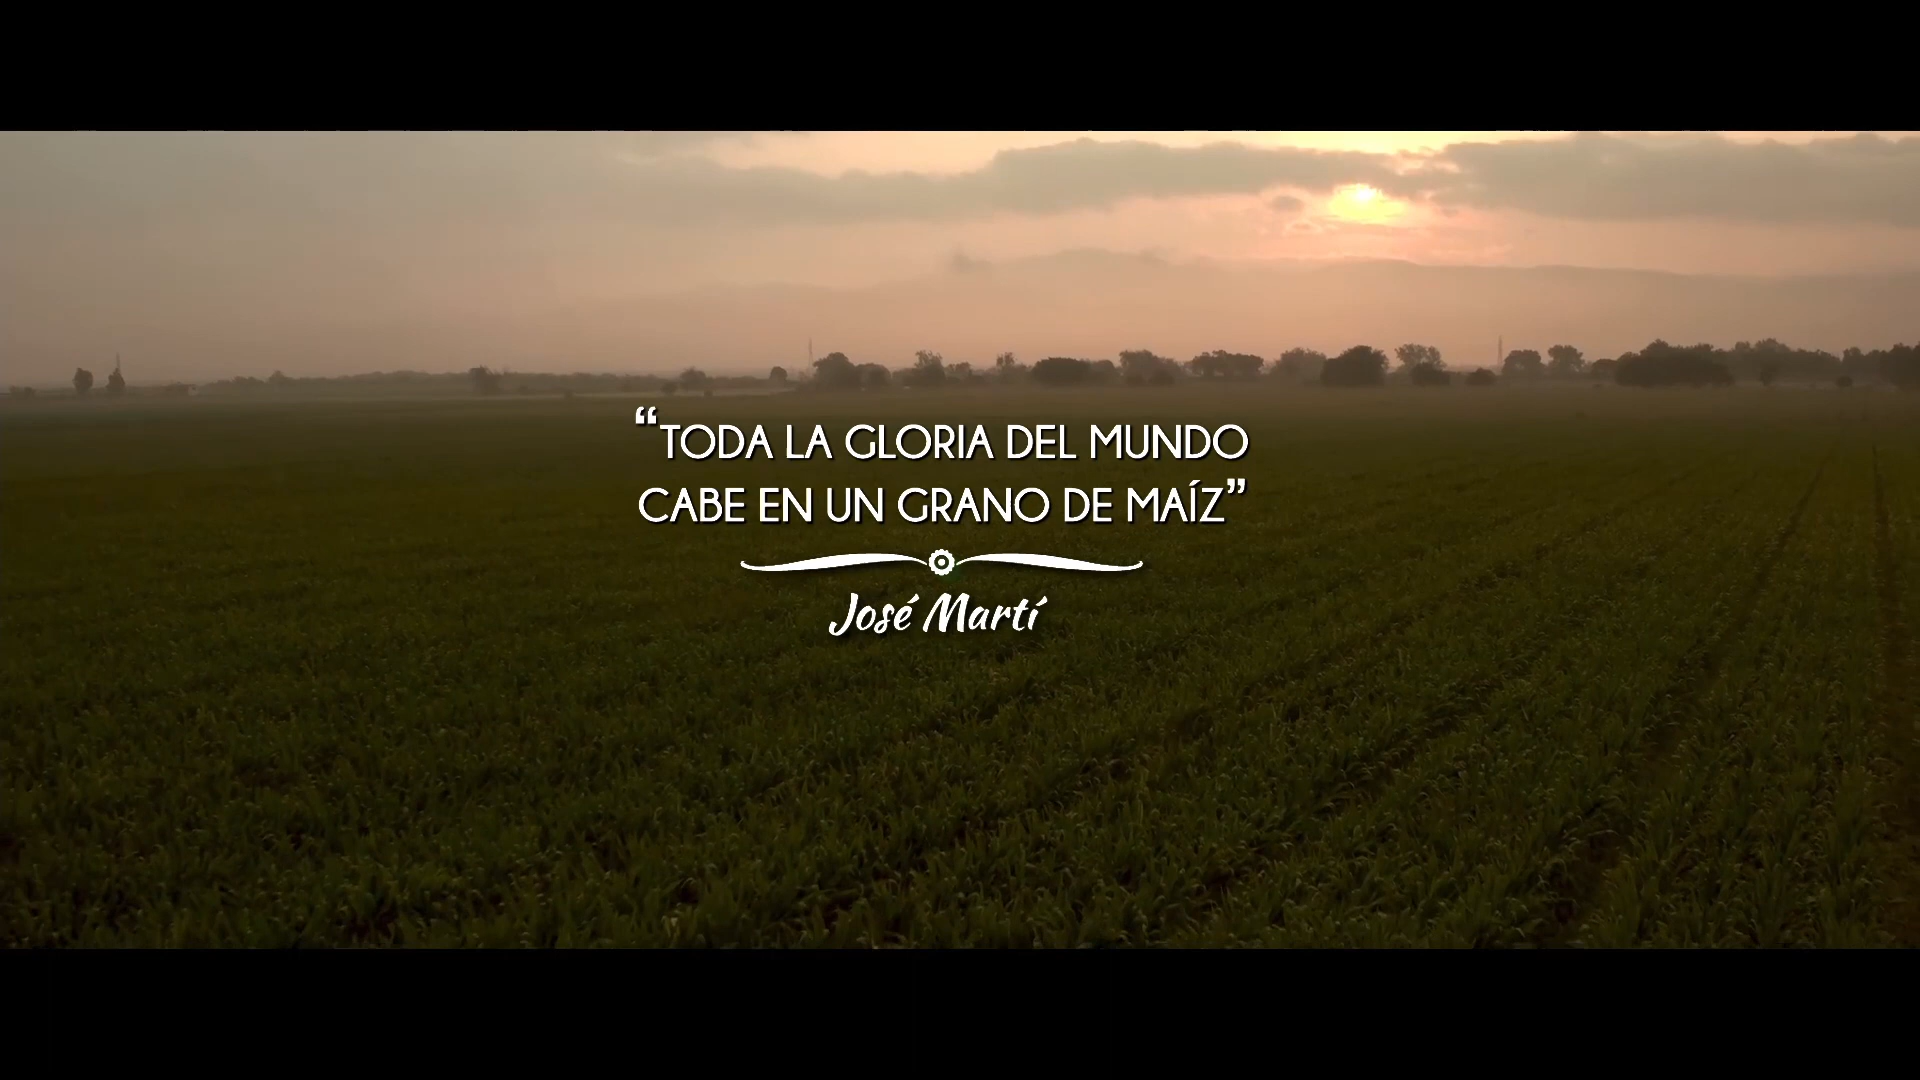 “TODA LA GLORIA DEL MUNDO
CABE EN UN GRANO DE MAÍZ”
José Martí